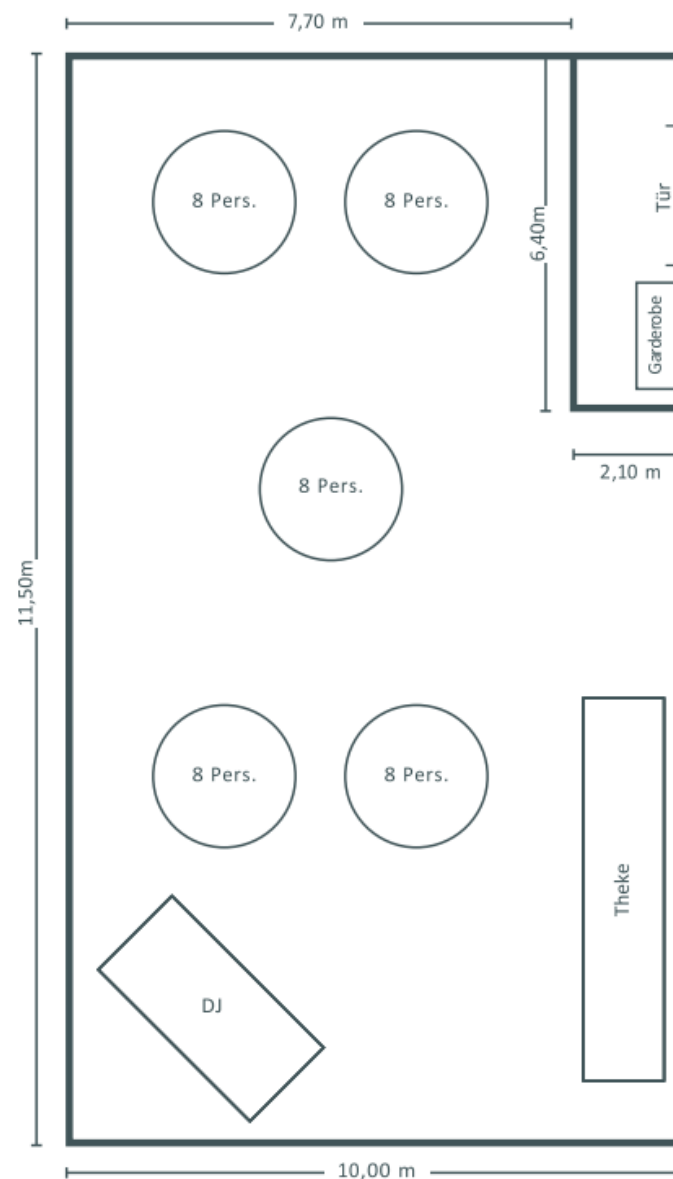 7,70 m
8 Pers.
8 Pers.
6,40m
Tür
Garderobe
2,10 m
8 Pers.
11,50m
8 Pers.
8 Pers.
Theke
DJ
10,00 m